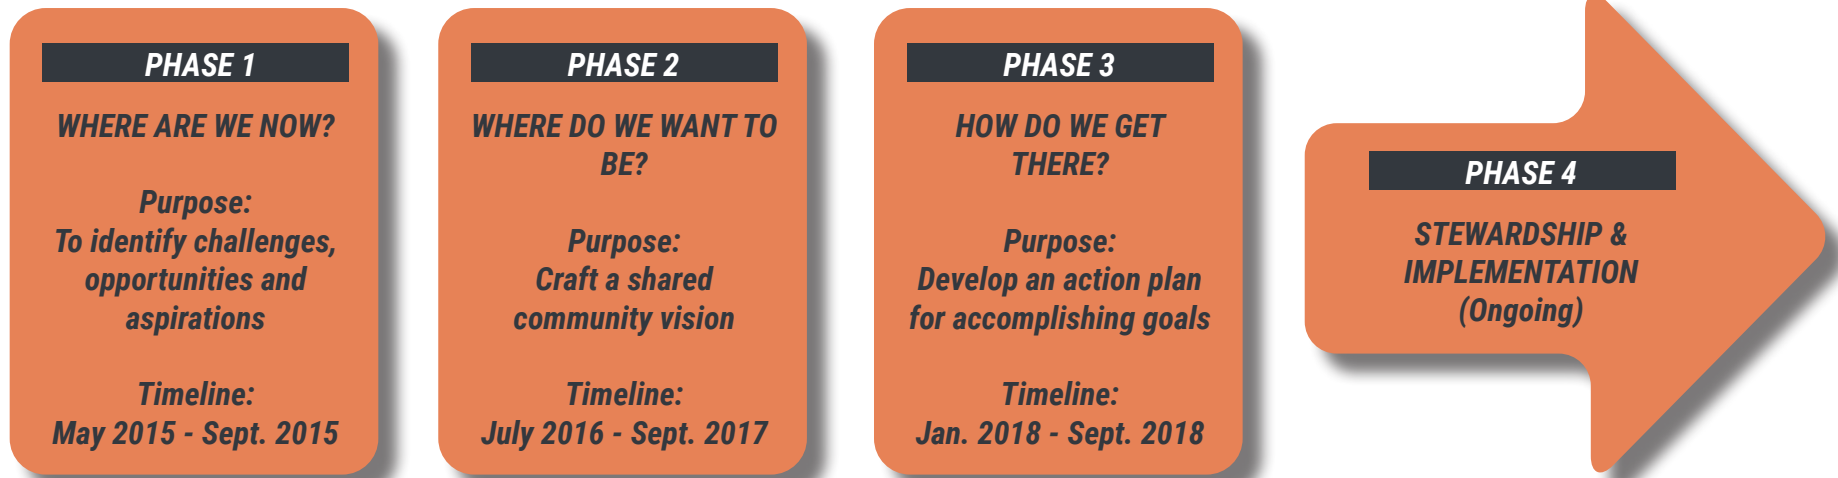 PHASE 1
WHERE ARE WE NOW?
Purpose:
To identify challenges,
opportunities and
aspirations
Timeline:
May 2015 - Sept. 2015
PHASE 2
WHERE DO WE WANT TO
BE?
Purpose:
Craft a shared
community vision
Timeline:
July 2016 - Sept. 2017
PHASE 3
HOW DO WE GET
THERE?
Purpose:
Develop an action plan
for accomplishing goals
Timeline:
Jan. 2018 - Sept. 2018
PHASE 4
STEWARDSHIP &
IMPLEMENTATION
(Ongoing)